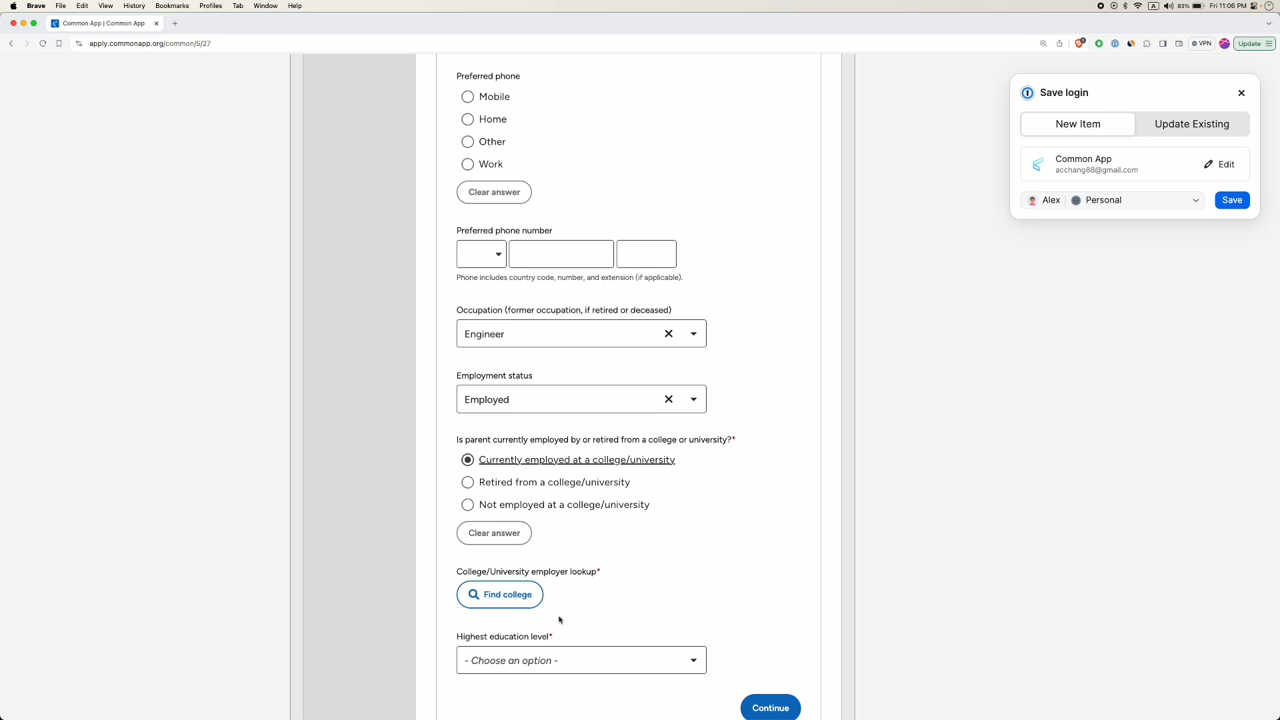 Brave File Edit View History Bookmarks Profiles Tab Window Help
A 83% Fri 11:06 PM
Common App | Common App
apply.commonapp.org/common/5/27
VPN
Update
Preferred phone
Mobile
Home
Other
Work
Clear answer
Preferred phone number
Phone includes country code, number, and extension (if applicable).
Occupation (former occupation, if retired or deceased)
Engineer
Employment status
Employed
Is parent currently employed by or retired from a college or university?*
Currently employed at a college/university
Retired from a college/university
Not employed at a college/university
Clear answer
College/University employer lookup*
Find college
Highest education level*
- Choose an option -
Continue
Save login
New Item Update Existing
Common App
acchang88@gmail.com
Edit
Alex Personal
Save